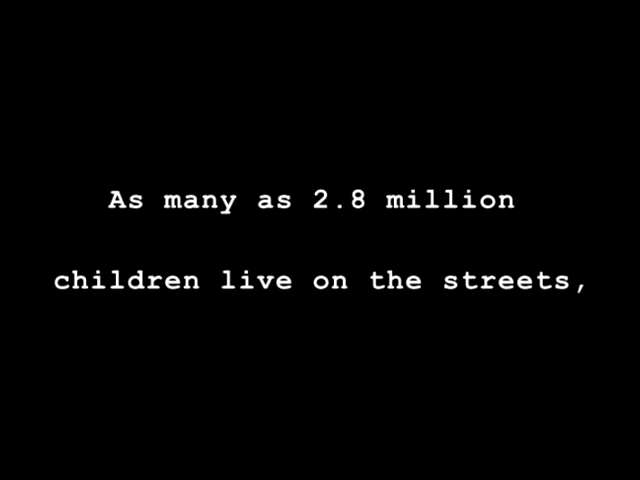 As many as 2.8 million
children live on the streets,